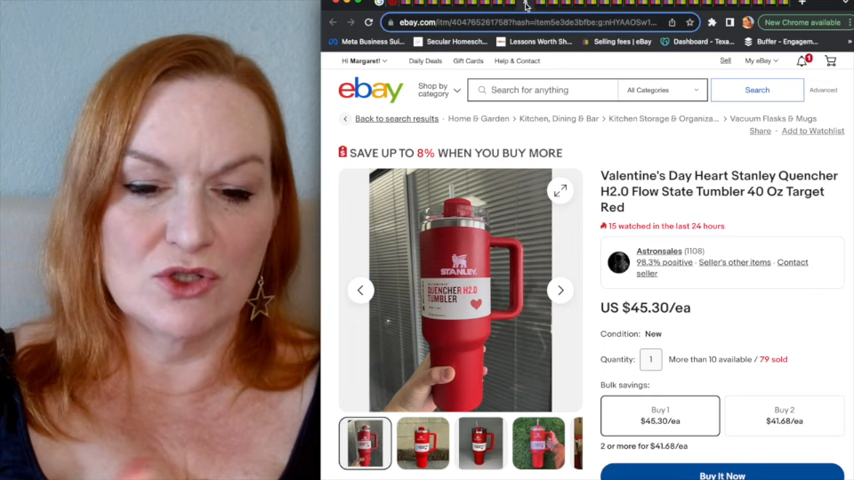 ebay.com/itm/404765261758?hash=item5e3de3bfbe:g:nHYAAOSw1...
New Chrome available
Meta Business Sui...
Secular Homesch...
Lessons Worth Sh...
Selling fees | eBay
Dashboard – Texa...
Buffer - Engagem...
Hi Margaret!
Daily Deals
Gift Cards
Help & Contact
Sell
My eBay
1
ebay
Shop by
category
Search for anything
All Categories
Search
Advanced
Back to search results
Home & Garden > Kitchen, Dining & Bar > Kitchen Storage & Organiza... > Vacuum Flasks & Mugs
Share
Add to Watchlist
SAVE UP TO 8% WHEN YOU BUY MORE
Valentine's Day Heart Stanley Quencher
H2.0 Flow State Tumbler 40 Oz Target
Red
15 watched in the last 24 hours
Astronsales (1108)
98.3% positive · Seller's other items · Contact
seller
STANLEY
QUENCHER H2.0
TUMBLER
US $45.30/ea
Condition: New
Quantity: 1 More than 10 available / 79 sold
Bulk savings:
Buy 1
$45.30/ea
Buy 2
$41.68/ea
2 or more for $41.68/ea
Buy It Now